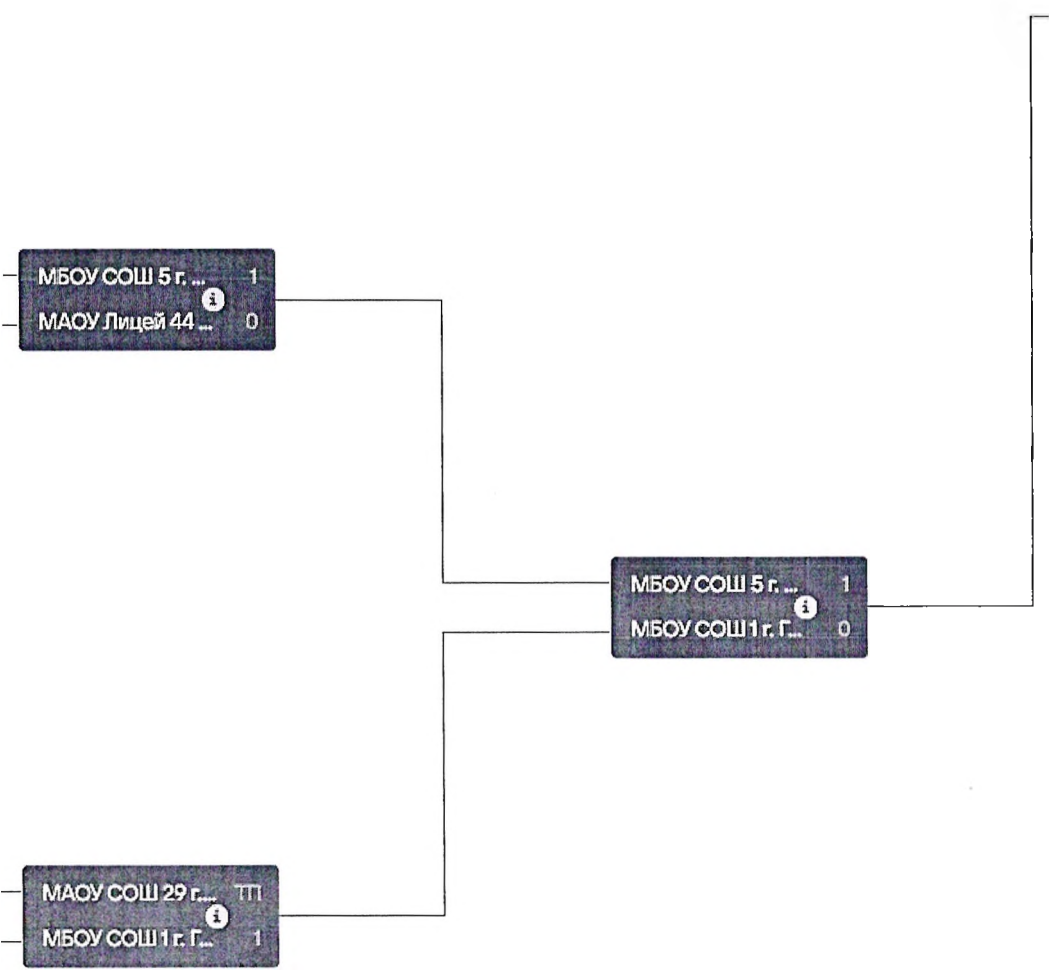 МБОУ СОШ 5 г. ... 1
МАОУ Лицей 44 ... 0
МБОУ СОШ 5 г. ... 1
МБОУ СОШ 1 г. Г... 0
МАОУ СОШ 29 г.... ТП
МБОУ СОШ 1 г. Г... 1